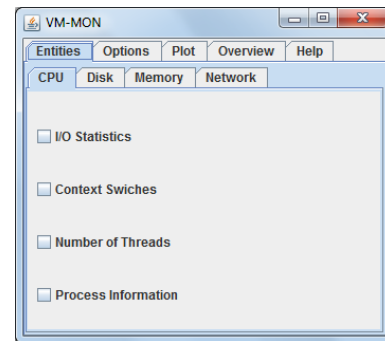 VM-MON
Entities Options Plot Overview Help
CPU Disk Memory Network
I/O Statistics
Context Swiches
Number of Threads
Process Information